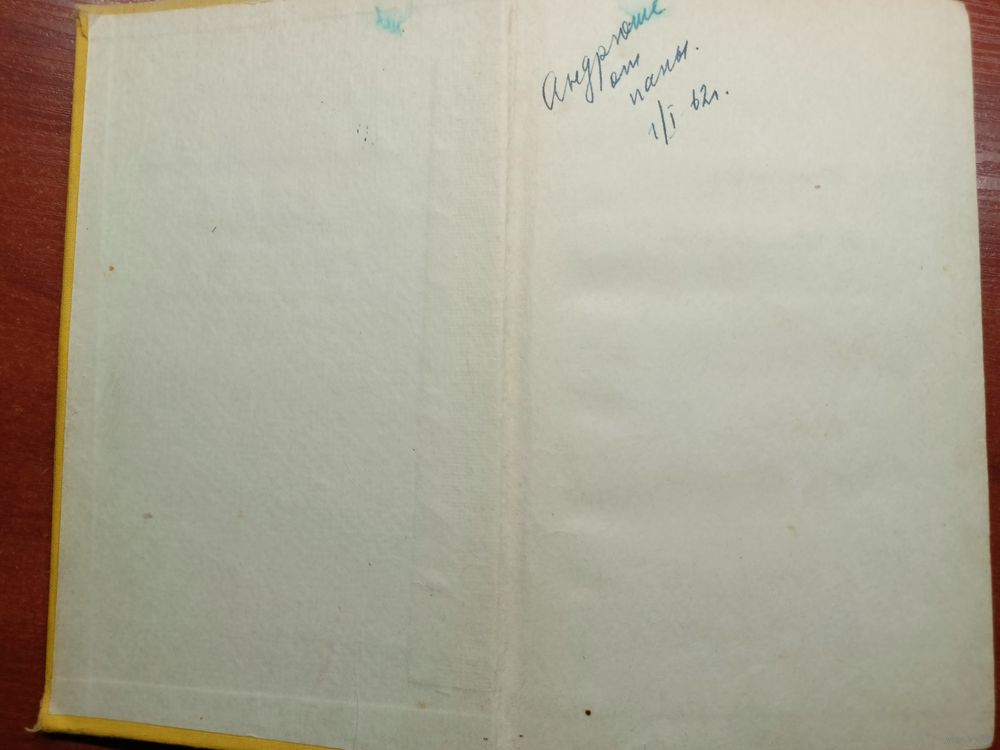 Андрюше
от
папы.
1/I 62г.